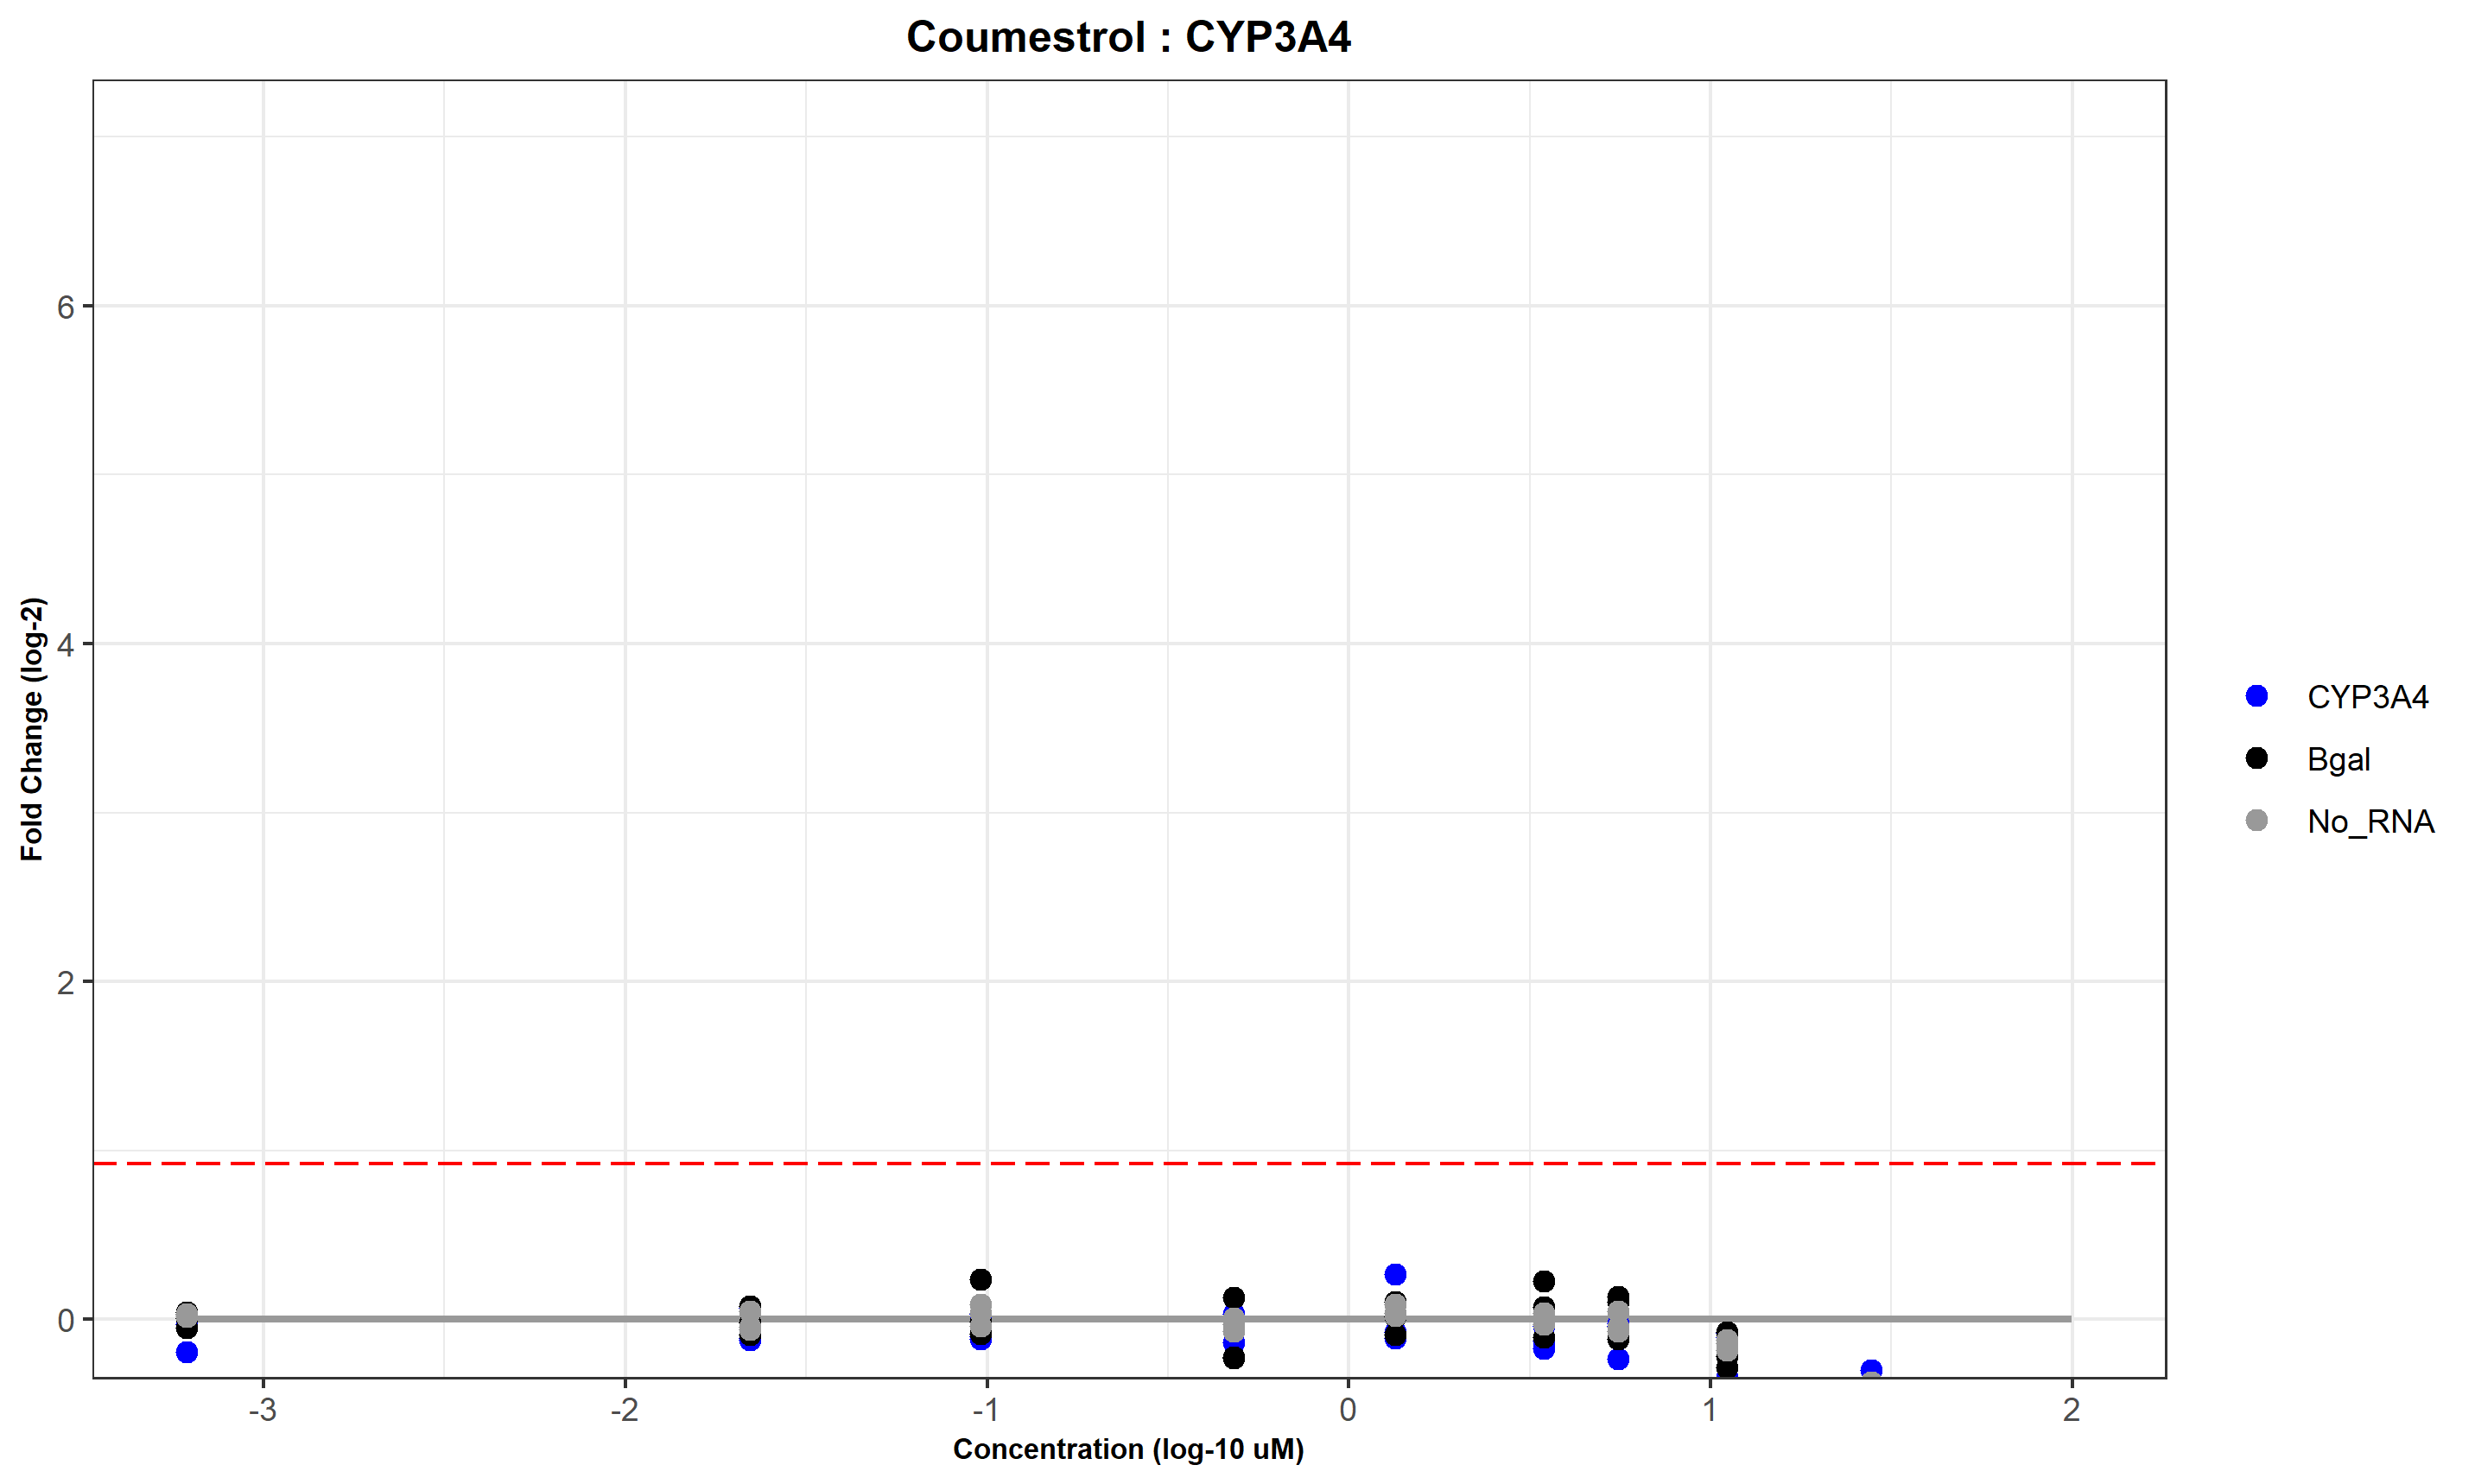 Coumestrol : CYP3A4
Fold Change (log-2)
6
4
2
0
-3
-2
-1
0
1
2
Concentration (log-10 uM)
CYP3A4
Bgal
No_RNA